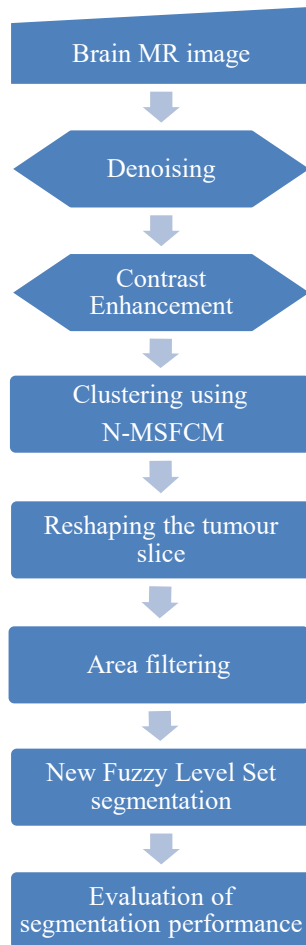 Brain MR image
Denoising
Contrast
Enhancement
Clustering using
N-MSFCM
Reshaping the tumour
slice
Area filtering
New Fuzzy Level Set
segmentation
Evaluation of
segmentation performance